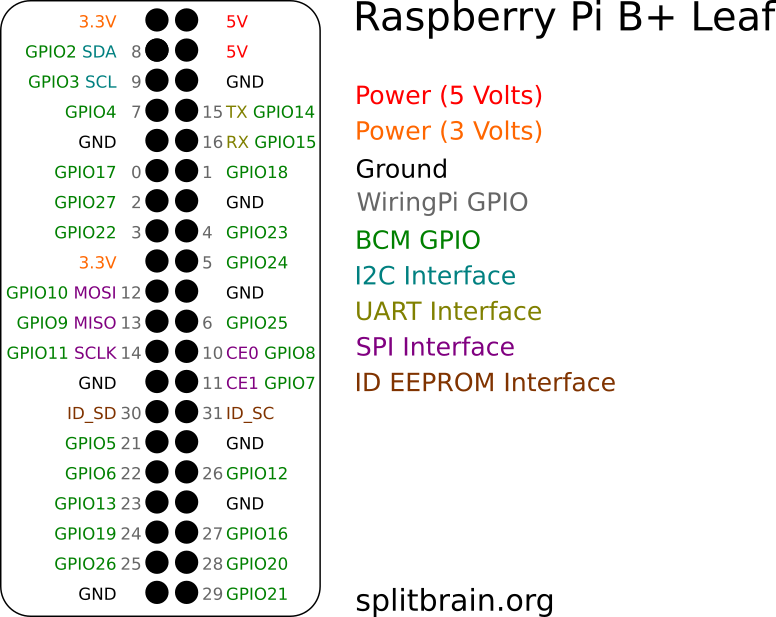 Raspberry Pi B+ Leaf
3.3V 5V
GPIO2 SDA 8 5V
GPIO3 SCL 9 GND
GPIO4 7 15 TX GPIO14
GND 16 RX GPIO15
GPIO17 0 1 GPIO18
GPIO27 2 GND
GPIO22 3 4 GPIO23
3.3V 5 GPIO24
GPIO10 MOSI 12 GND
GPIO9 MISO 13 6 GPIO25
GPIO11 SCLK 14 10 CE0 GPIO8
GND 11 CE1 GPIO7
ID_SD 30 31 ID_SC
GPIO5 21 GND
GPIO6 22 26 GPIO12
GPIO13 23 GND
GPIO19 24 27 GPIO16
GPIO26 25 28 GPIO20
GND 29 GPIO21
Power (5 Volts)
Power (3 Volts)
Ground
WiringPi GPIO
BCM GPIO
I2C Interface
UART Interface
SPI Interface
ID EEPROM Interface
splitbrain.org